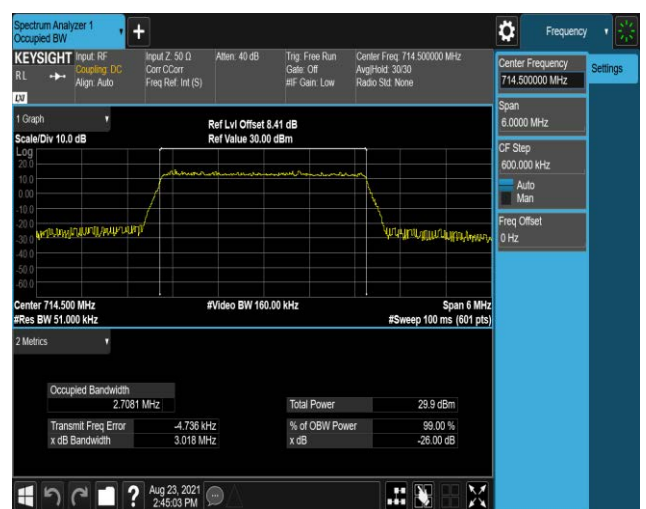 Spectrum Analyzer 1
Occupied BW
Frequency
KEYSIGHT
RL
LXI
Input: RF
Coupling: DC
Align: Auto
Input Z: 50 Ω
Corr CCorr
Freq Ref: Int (S)
Atten: 40 dB
Trig: Free Run
Gate: Off
#IF Gain: Low
Center Freq: 714.500000 MHz
Avg|Hold: 30/30
Radio Std: None
Center Frequency
714.500000 MHz
Settings
Span
6.0000 MHz
CF Step
600.000 kHz
Auto
Man
Freq Offset
0 Hz
1 Graph
Scale/Div 10.0 dB
Ref Lvl Offset 8.41 dB
Ref Value 30.00 dBm
Log
20.0
10.0
0.00
-10.0
-20.0
-30.0
-40.0
-50.0
-60.0
Center 714.500 MHz
#Video BW 160.00 kHz
Span 6 MHz
#Res BW 51.000 kHz
#Sweep 100 ms (601 pts)
2 Metrics
Occupied Bandwidth
2.7081 MHz
Total Power 29.9 dBm
Transmit Freq Error -4.736 kHz
% of OBW Power 99.00 %
x dB Bandwidth 3.018 MHz
x dB -26.00 dB
?
Aug 23, 2021
2:45:03 PM